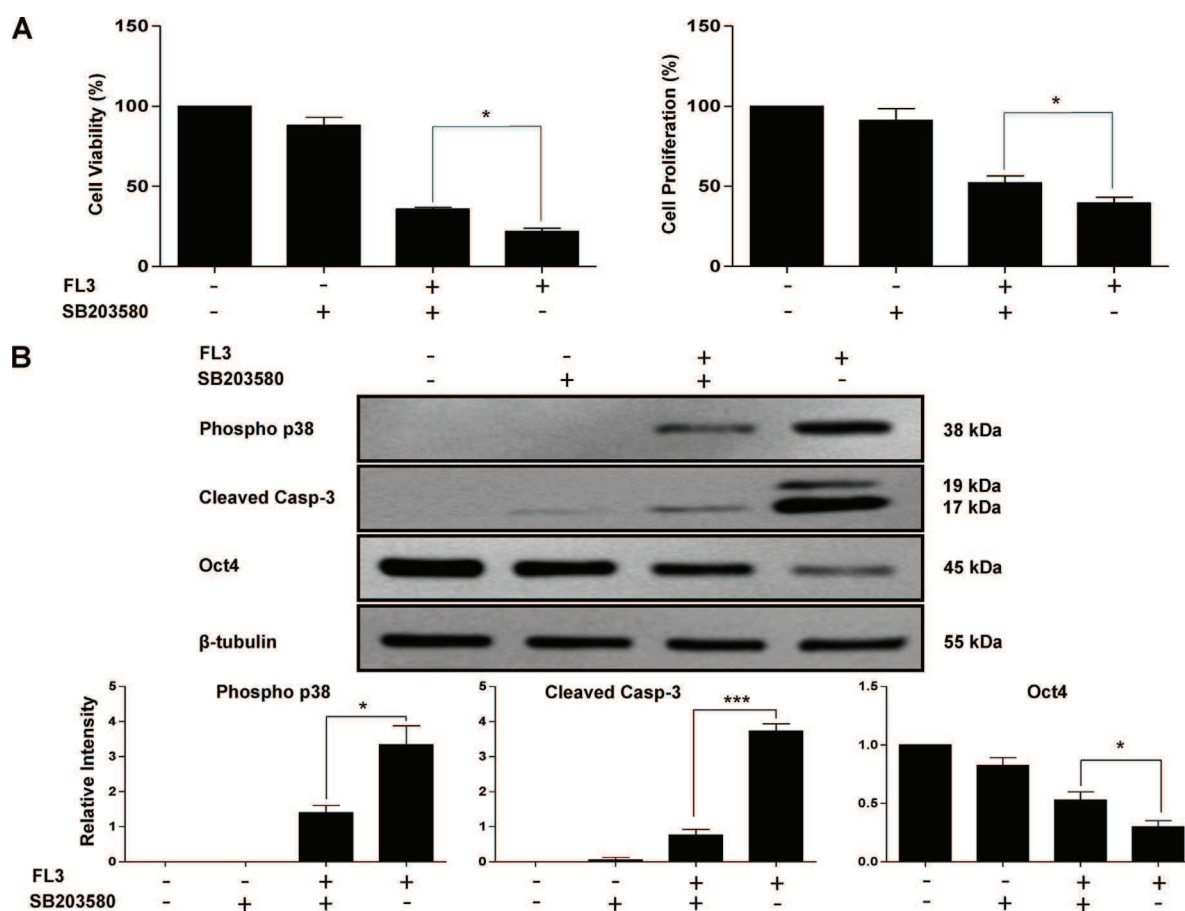 A
150
100
50
0
Cell Viability (%)
*
FL3 - - + +
SB203580 - + + -
150
100
50
0
Cell Proliferation (%)
*
- - + +
- + + -
B
FL3 - - + +
SB203580 - + + -
Phospho p38 38 kDa
Cleaved Casp-3 19 kDa
17 kDa
Oct4 45 kDa
β-tubulin 55 kDa
Phospho p38
Relative Intensity
5
4
3
2
1
0
*
FL3 - - + +
SB203580 - + + -
Cleaved Casp-3
5
4
3
2
1
0
***
- - + +
- + + -
Oct4
1.5
1.0
0.5
0.0
*
- - + +
- + + -